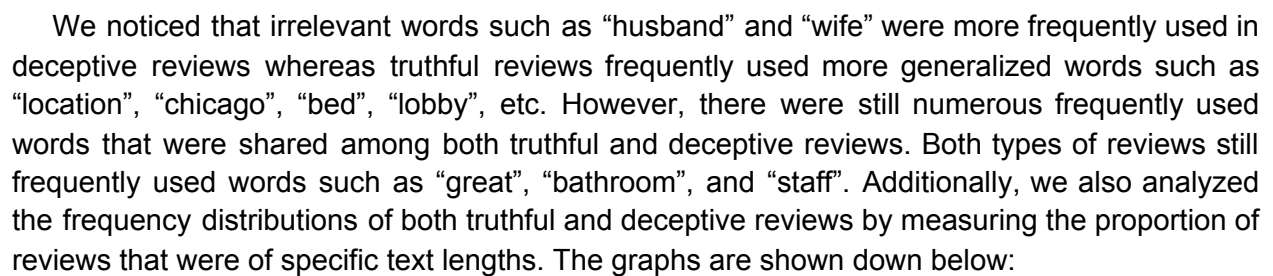 We noticed that irrelevant words such as “husband” and “wife” were more frequently used in
deceptive reviews whereas truthful reviews frequently used more generalized words such as
“location”, “chicago”, “bed”, “lobby”, etc. However, there were still numerous frequently used
words that were shared among both truthful and deceptive reviews. Both types of reviews still
frequently used words such as “great”, “bathroom”, and “staff”. Additionally, we also analyzed
the frequency distributions of both truthful and deceptive reviews by measuring the proportion of
reviews that were of specific text lengths. The graphs are shown down below: